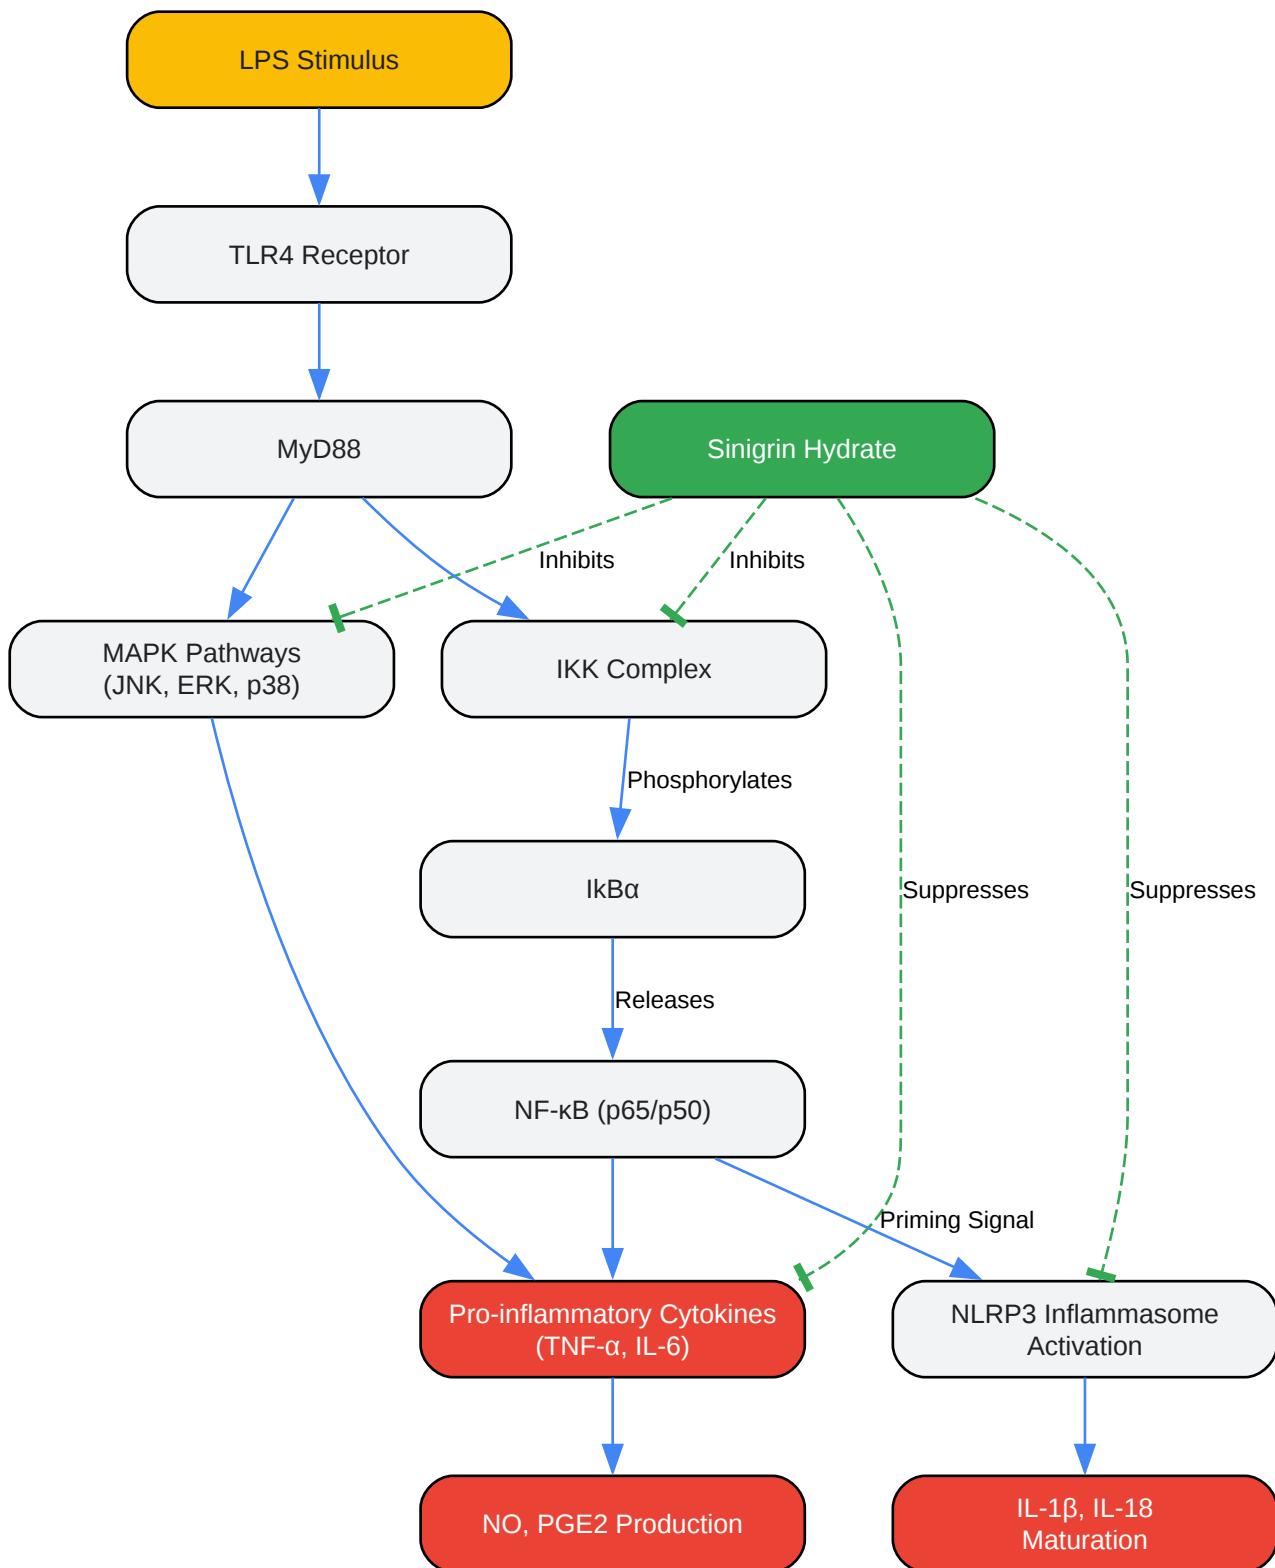 LPS Stimulus
TLR4 Receptor
MyD88
Sinigrin Hydrate
Inhibits
Inhibits
MAPK Pathways
(JNK, ERK, p38)
IKK Complex
Phosphorylates
IkBα
Suppresses
Suppresses
Releases
NF-κB (p65/p50)
Priming Signal
Pro-inflammatory Cytokines
(TNF-α, IL-6)
NLRP3 Inflammasome
Activation
NO, PGE2 Production
IL-1β, IL-18
Maturation